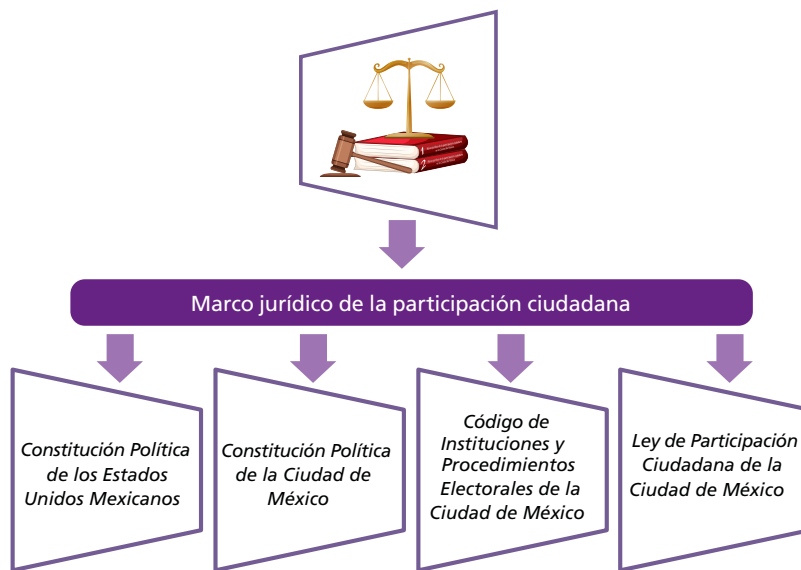 1
2
Marco jurídico de la participación ciudadana
Constitución Política
de los Estados
Unidos Mexicanos
Constitución Política
de la Ciudad de
México
Código de
Instituciones y
Procedimientos
Electorales de la
Ciudad de México
Ley de Participación
Ciudadana de la
Ciudad de México